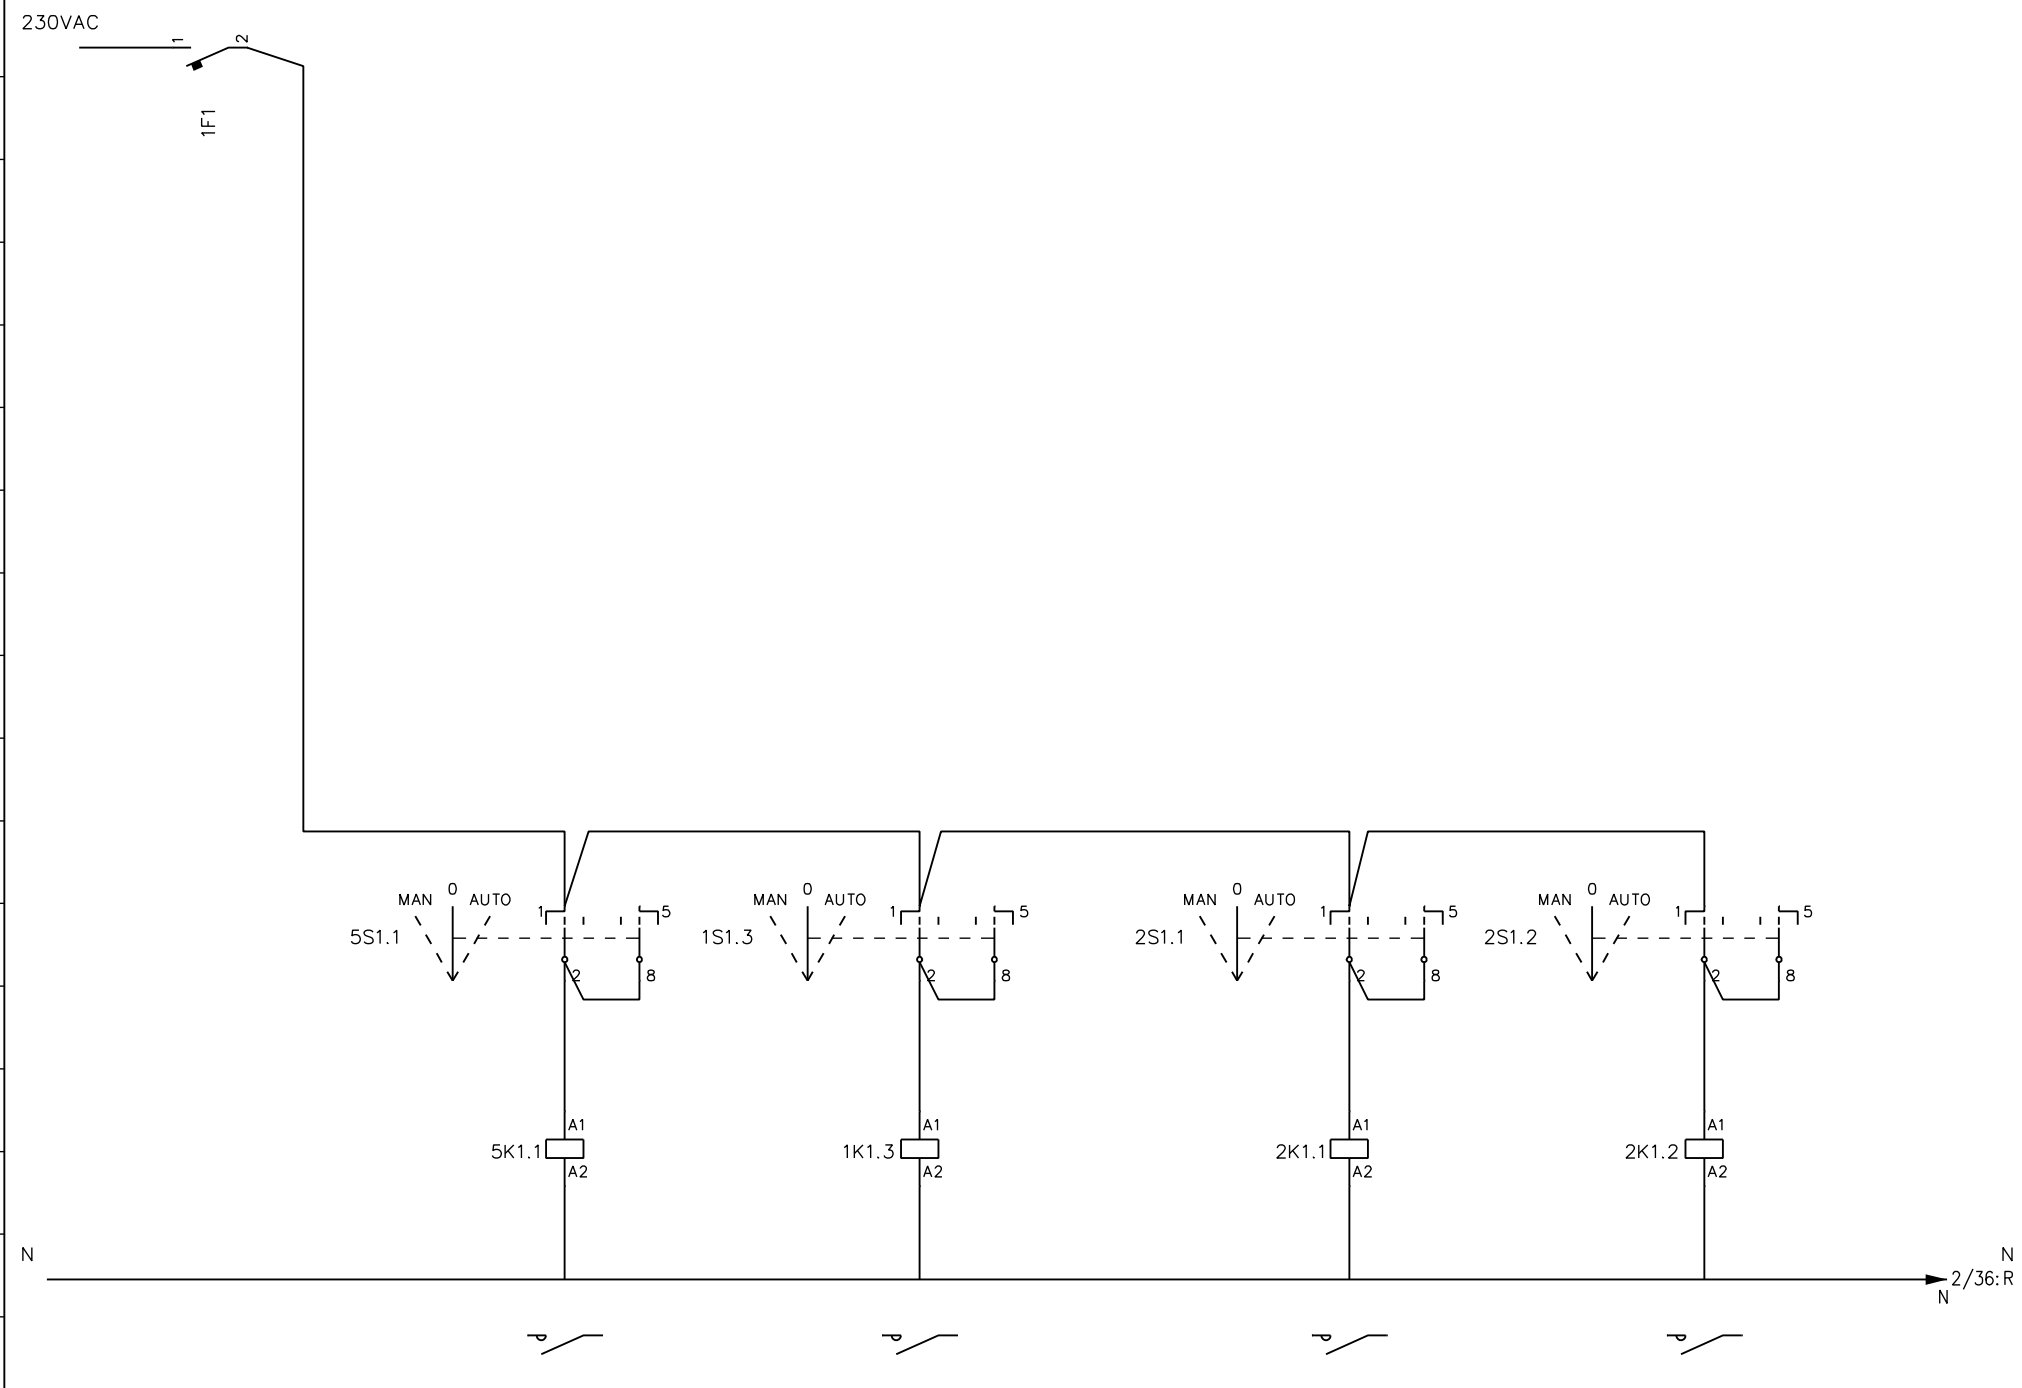 230VAC
1 2
1F1
MAN 0 AUTO 1 5 MAN 0 AUTO 1 5 MAN 0 AUTO 1 5 MAN 0 AUTO 1 5
5S1.1 1S1.3 2S1.1 2S1.2
2 8 2 8 2 8 2 8
A1 A1 A1 A1
5K1.1 1K1.3 2K1.1 2K1.2
A2 A2 A2 A2
N N
2/36:R
N